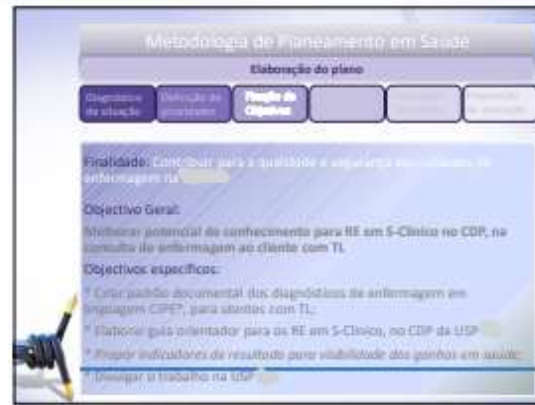 Metodologia de Planeamento em Saúde
Elaboração do plano
Diagnóstico
da situação
Definição de
prioridades
Fixação de
Objetivos
Finalidade: Contribuir para a qualidade e segurança dos cuidados de
enfermagem na
Objectivo Geral:
Melhorar potencial de conhecimento para RE em S-Clínico no CDP, na
consulta de enfermagem ao cliente com TL
Objectivos específicos:
* Criar padrão documental dos diagnósticos de enfermagem em
linguagem CIPE®, para utentes com TL;
* Elaborar guia orientador para os RE em S-Clínico, no CDP da USP
* Propor indicadores de resultado para visibilidade dos ganhos em saúde;
* Divulgar o trabalho na USP